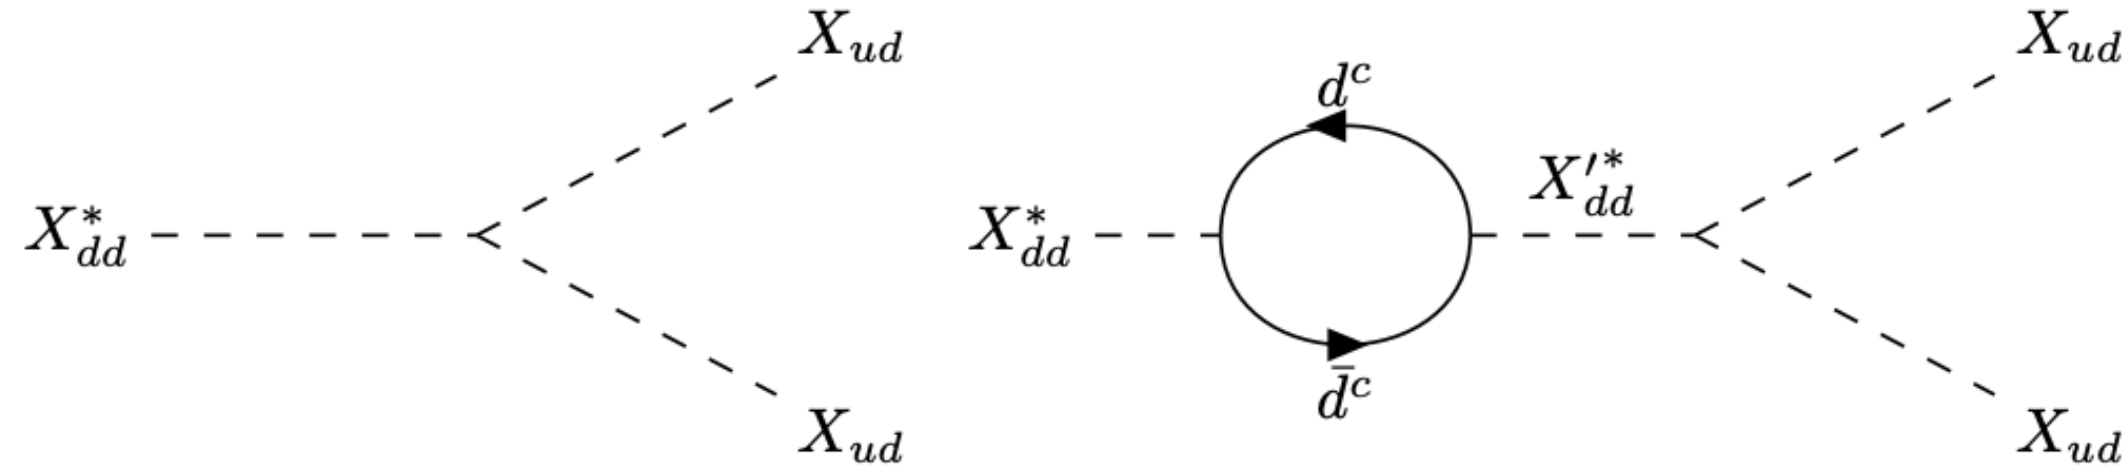 X_{ud} X_{ud}
d^c
X'^*_{dd}
X^*_{dd} X^*_{dd}
\bar{d}^c
X_{ud} X_{ud}